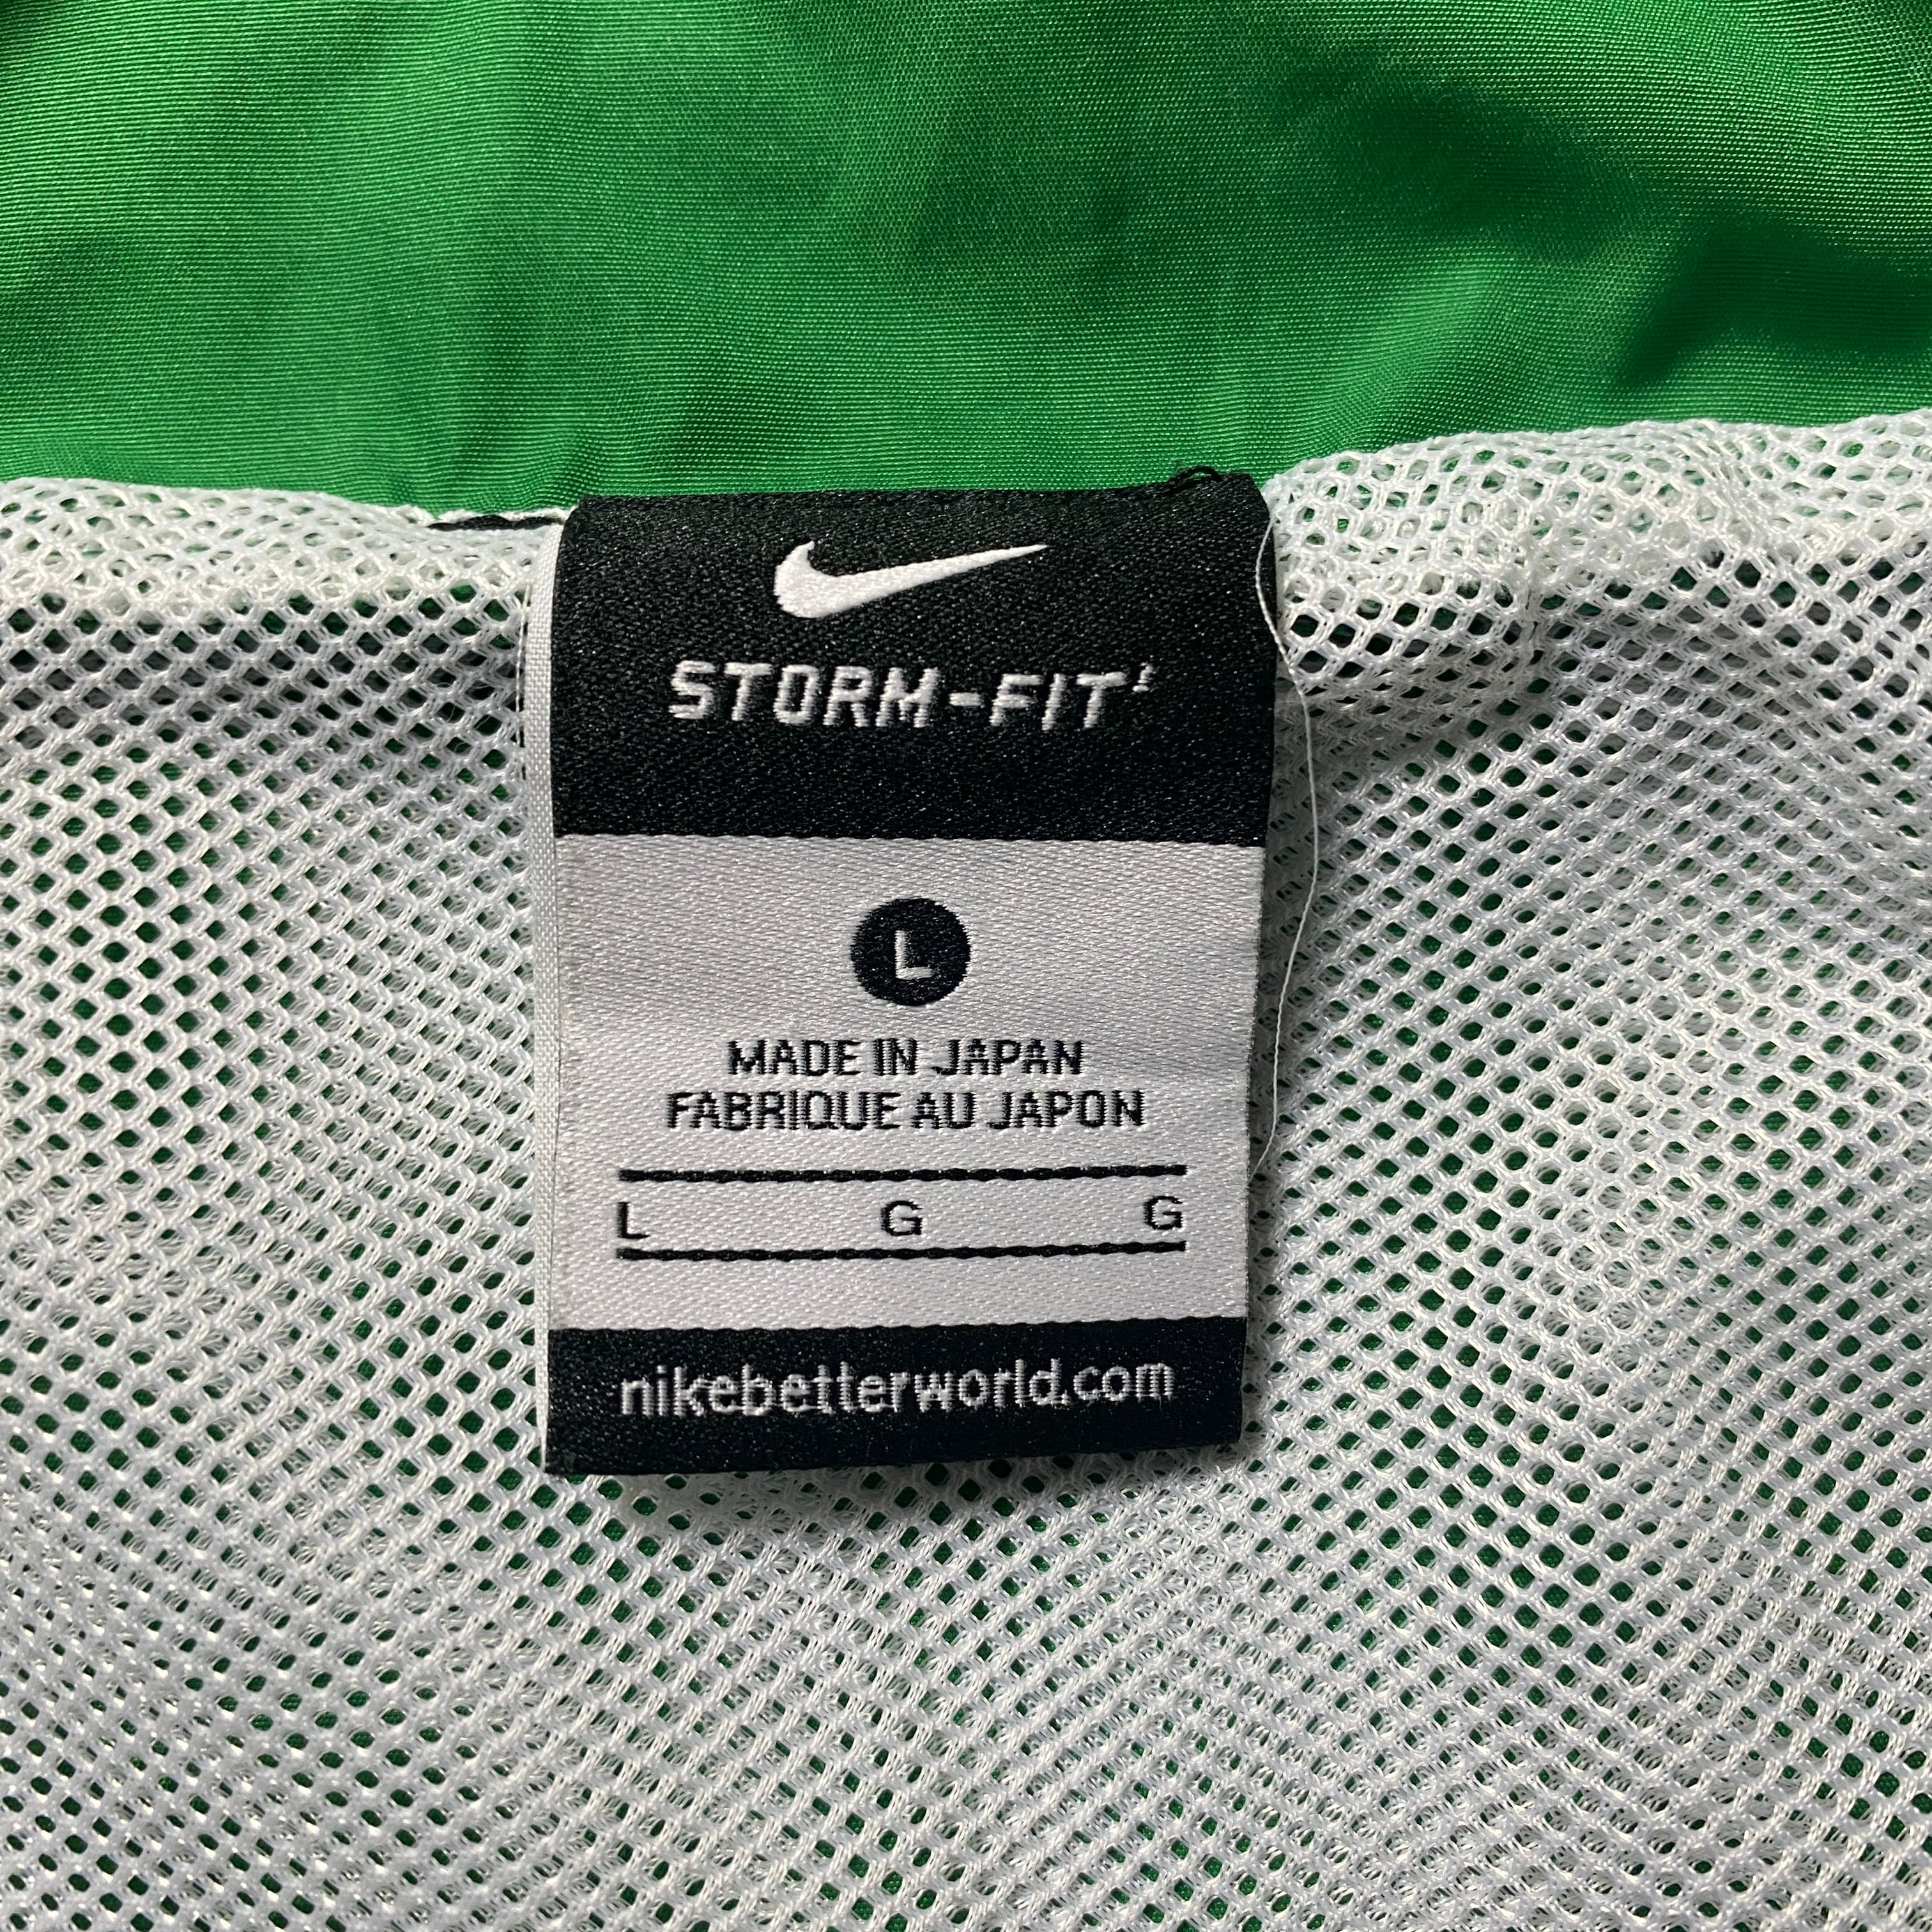 STORM-FIT
L
MADE IN JAPAN
FABRIQUE AU JAPON
L G G
nikebetterworld.com